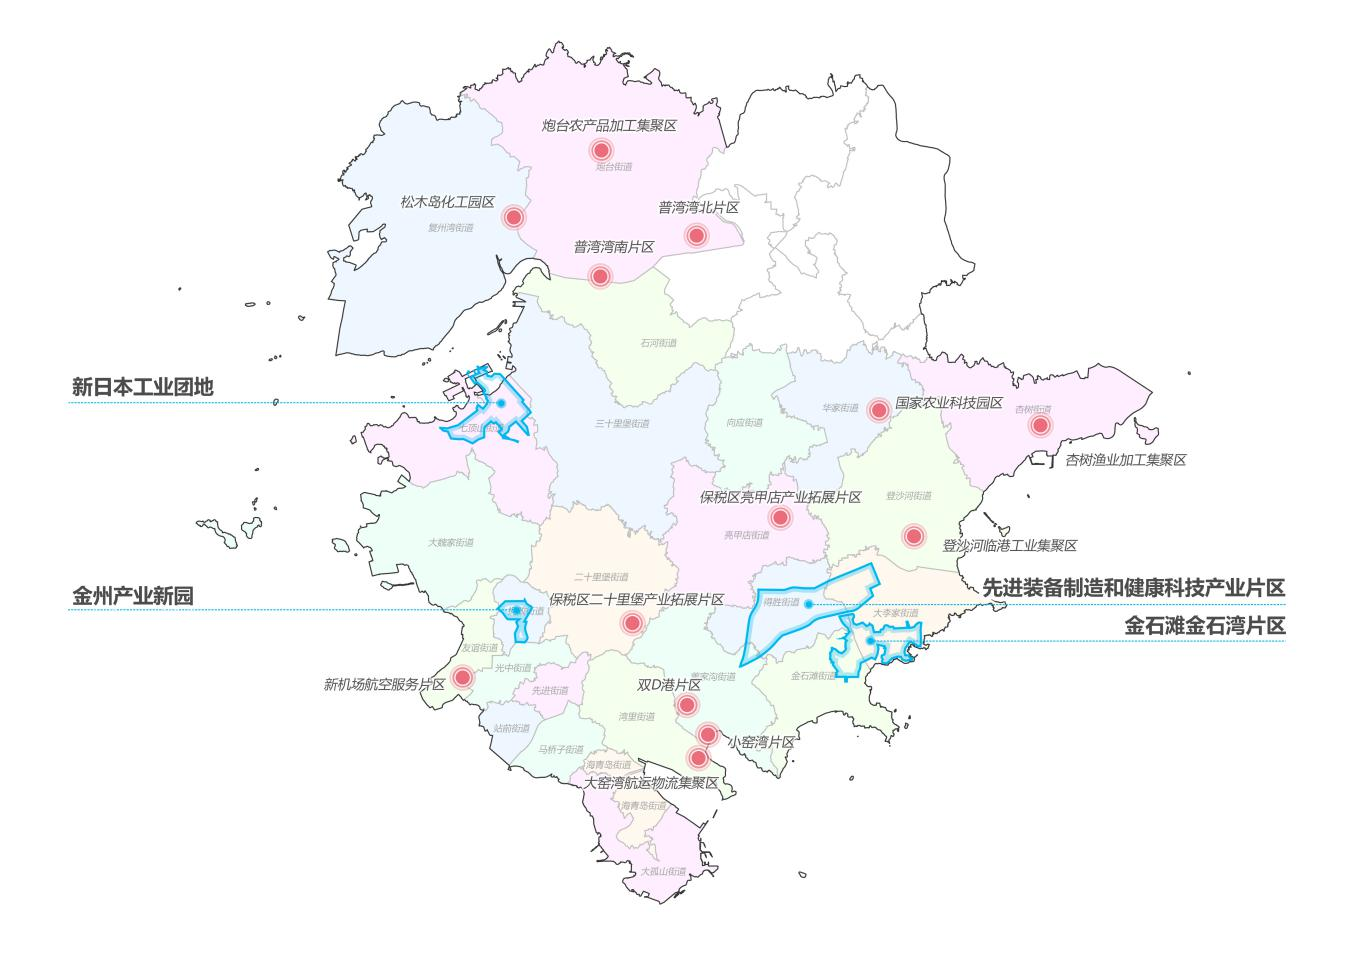 炮台农产品加工集聚区
炮台街道
松木岛化工园区
复州湾街道
普湾湾北片区
普湾湾南片区
石河街道
新日本工业团地
七顶山街道
三十里堡街道
向应街道
华家街道
国家农业科技园区
杏树街道
杏树渔业加工集聚区
保税区亮甲店产业拓展片区
登沙河街道
亮甲店街道
登沙河临港工业集聚区
大魏家街道
二十里堡街道
先进装备制造和健康科技产业片区
金州产业新园
街道
保税区二十里堡产业拓展片区
得胜街道
大李家街道
金石滩金石湾片区
友谊街道
光中街道
新机场航空服务片区
先进街道
双D港片区
董家沟街道
金石滩街道
站前街道
湾里街道
马桥子街道
小窑湾片区
海青岛街道
大窑湾航运物流集聚区
海青岛街道
大孤山街道